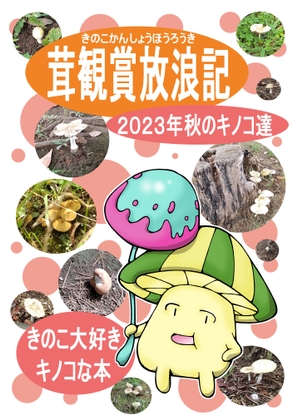 きのこかんしょうほうろうき
茸観賞放浪記
2023年秋のキノコ達
きのこ大好き
キノコな本